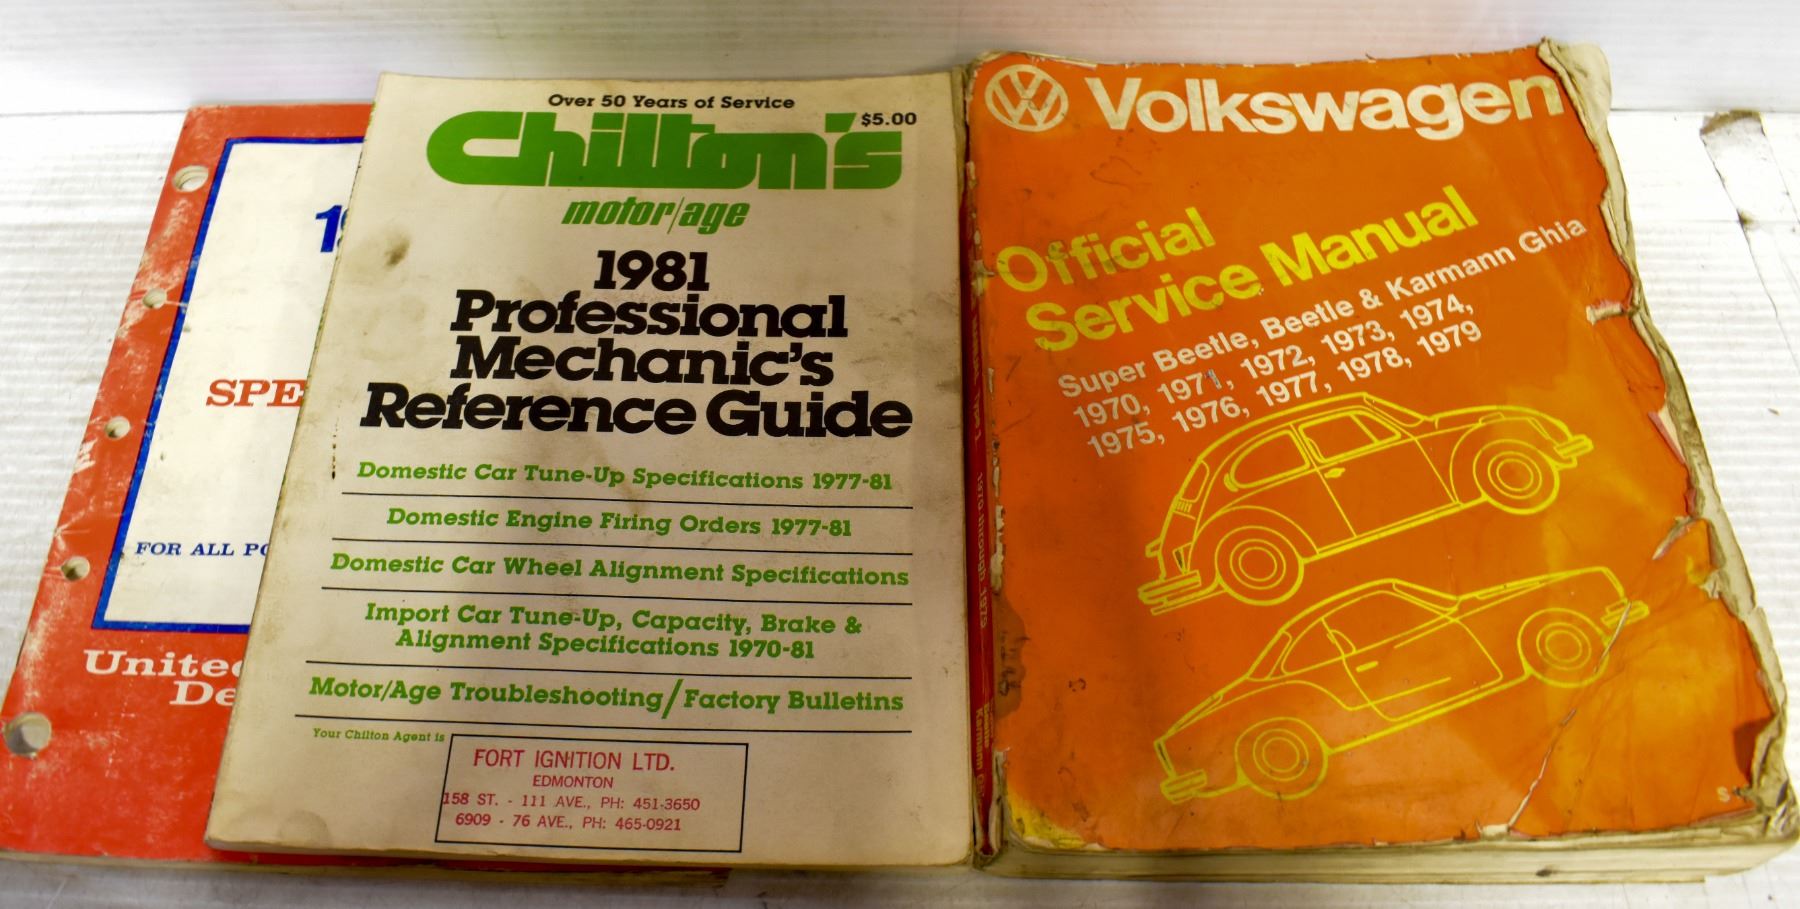 SPE
FOR ALL PO
Over 50 Years of Service
Chilton's
$5.00
motor/age
1981
Professional
Mechanic's
Reference Guide
Domestic Car Tune-Up Specifications 1977-81
Domestic Engine Firing Orders 1977-81
Domestic Car Wheel Alignment Specifications
Import Car Tune-Up, Capacity, Brake &
Alignment Specifications 1970-81
Motor/Age Troubleshooting/Factory Bulletins
Your Chilton Agent is
FORT IGNITION LTD.
EDMONTON
158 ST. - 111 AVE., PH: 451-3650
6909 - 76 AVE., PH: 465-0921
Volkswagen
Official
Service Manual
Super Beetle, Beetle & Karmann Ghia
1970, 1971, 1972, 1973, 1974,
1975, 1976, 1977, 1978, 1979
1970 through 1979
Karmann